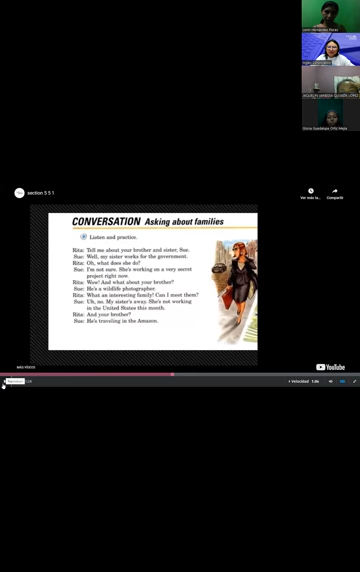 section 5 5 1
Ver más ta...
Compartir
CONVERSATION Asking about families
Listen and practice.
Rita: Tell me about your brother and sister, Sue.
Sue: Well, my sister works for the government.
Rita: Oh, what does she do?
Sue: I'm not sure. She's working on a very secret
project right now.
Rita: Wow! And what about your brother?
Sue: He's a wildlife photographer.
Rita: What an interesting family! Can I meet them?
Sue: Uh, no. My sister's away. She's not working
in the United States this month.
Rita: And your brother?
Sue: He's traveling in the Amazon.
MÁS VÍDEOS
YouTube
Velocidad 1.0x